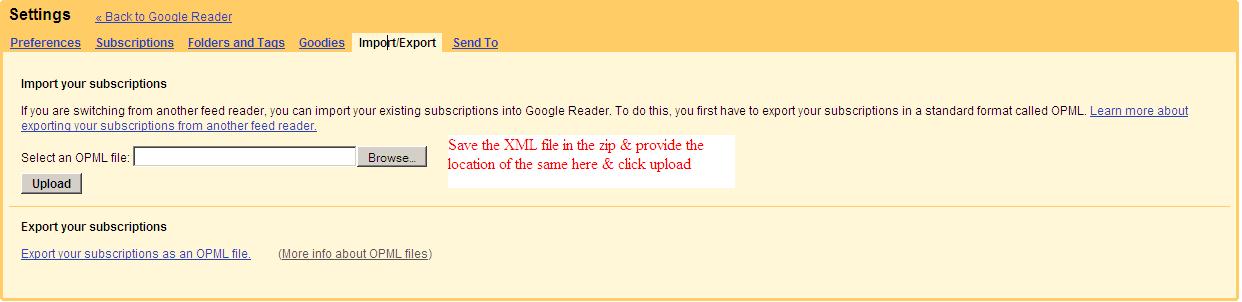 Settings « Back to Google Reader
Preferences Subscriptions Folders and Tags Goodies Import/Export Send To
Import your subscriptions
If you are switching from another feed reader, you can import your existing subscriptions into Google Reader. To do this, you first have to export your subscriptions in a standard format called OPML. Learn more about
exporting your subscriptions from another feed reader.
Save the XML file in the zip & provide the
location of the same here & click upload
Select an OPML file: Browse...
Upload
Export your subscriptions
Export your subscriptions as an OPML file. (More info about OPML files)